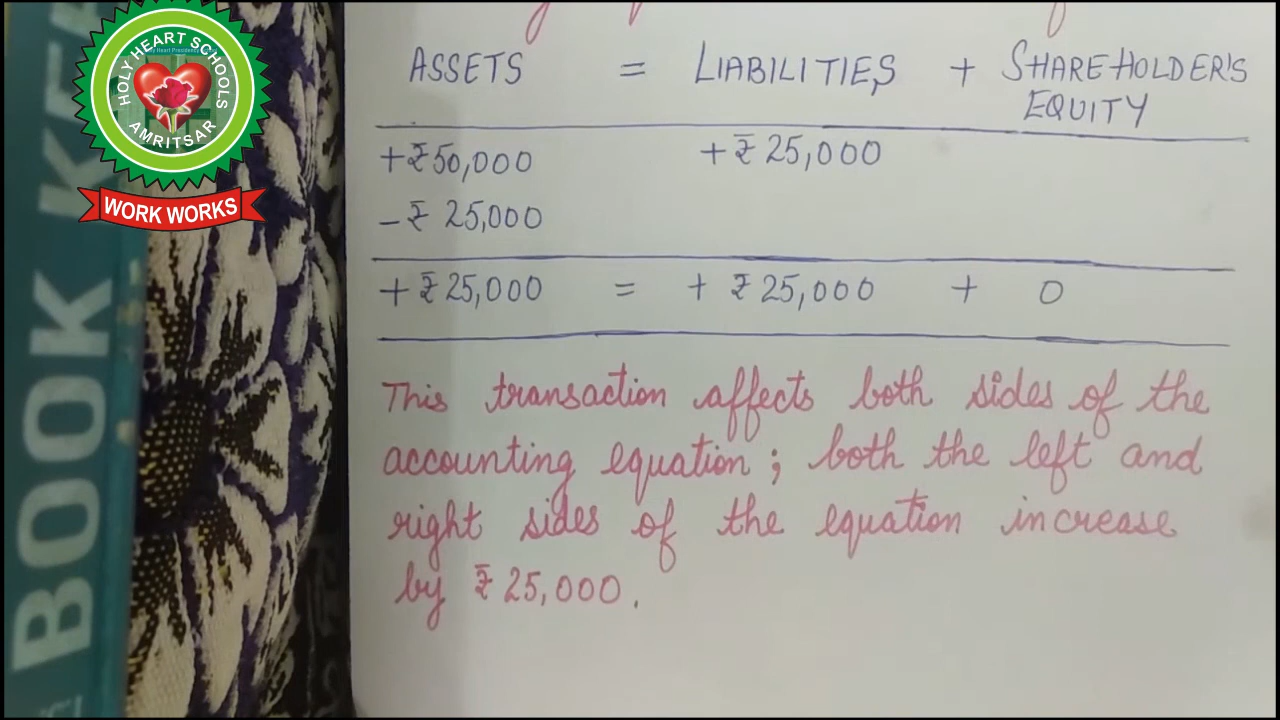 HOLY HEART SCHOOLS
AMRITSAR
WORK WORKS
BOOK KEE
ASSETS = LIABILITIES + SHAREHOLDER'S
EQUITY
+₹50,000 +₹25,000
-₹25,000
+₹25,000 = +₹25,000 + 0
This transaction affects both sides of the
accounting equation; both the left and
right sides of the equation increase
by ₹25,000.